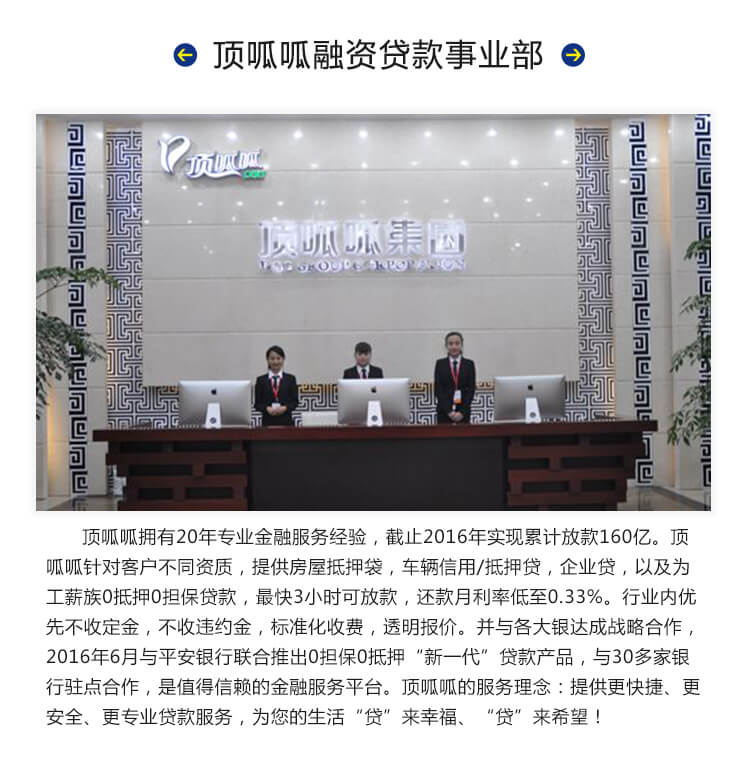 顶呱呱融资贷款事业部
顶呱呱
顶呱呱集团
顶呱呱拥有20年专业金融服务经验，截止2016年实现累计放款160亿。顶
呱呱针对客户不同资质，提供房屋抵押袋，车辆信用/抵押贷，企业贷，以及为
工薪族0抵押0担保贷款，最快3小时可放款，还款月利率低至0.33%。行业内优
先不收定金，不收违约金，标准化收费，透明报价。并与各大银达成战略合作，
2016年6月与平安银行联合推出0担保0抵押“新一代”贷款产品，与30多家银
行驻点合作，是值得信赖的金融服务平台。顶呱呱的服务理念：提供更快捷、更
安全、更专业贷款服务，为您的生活“贷”来幸福、“贷”来希望！